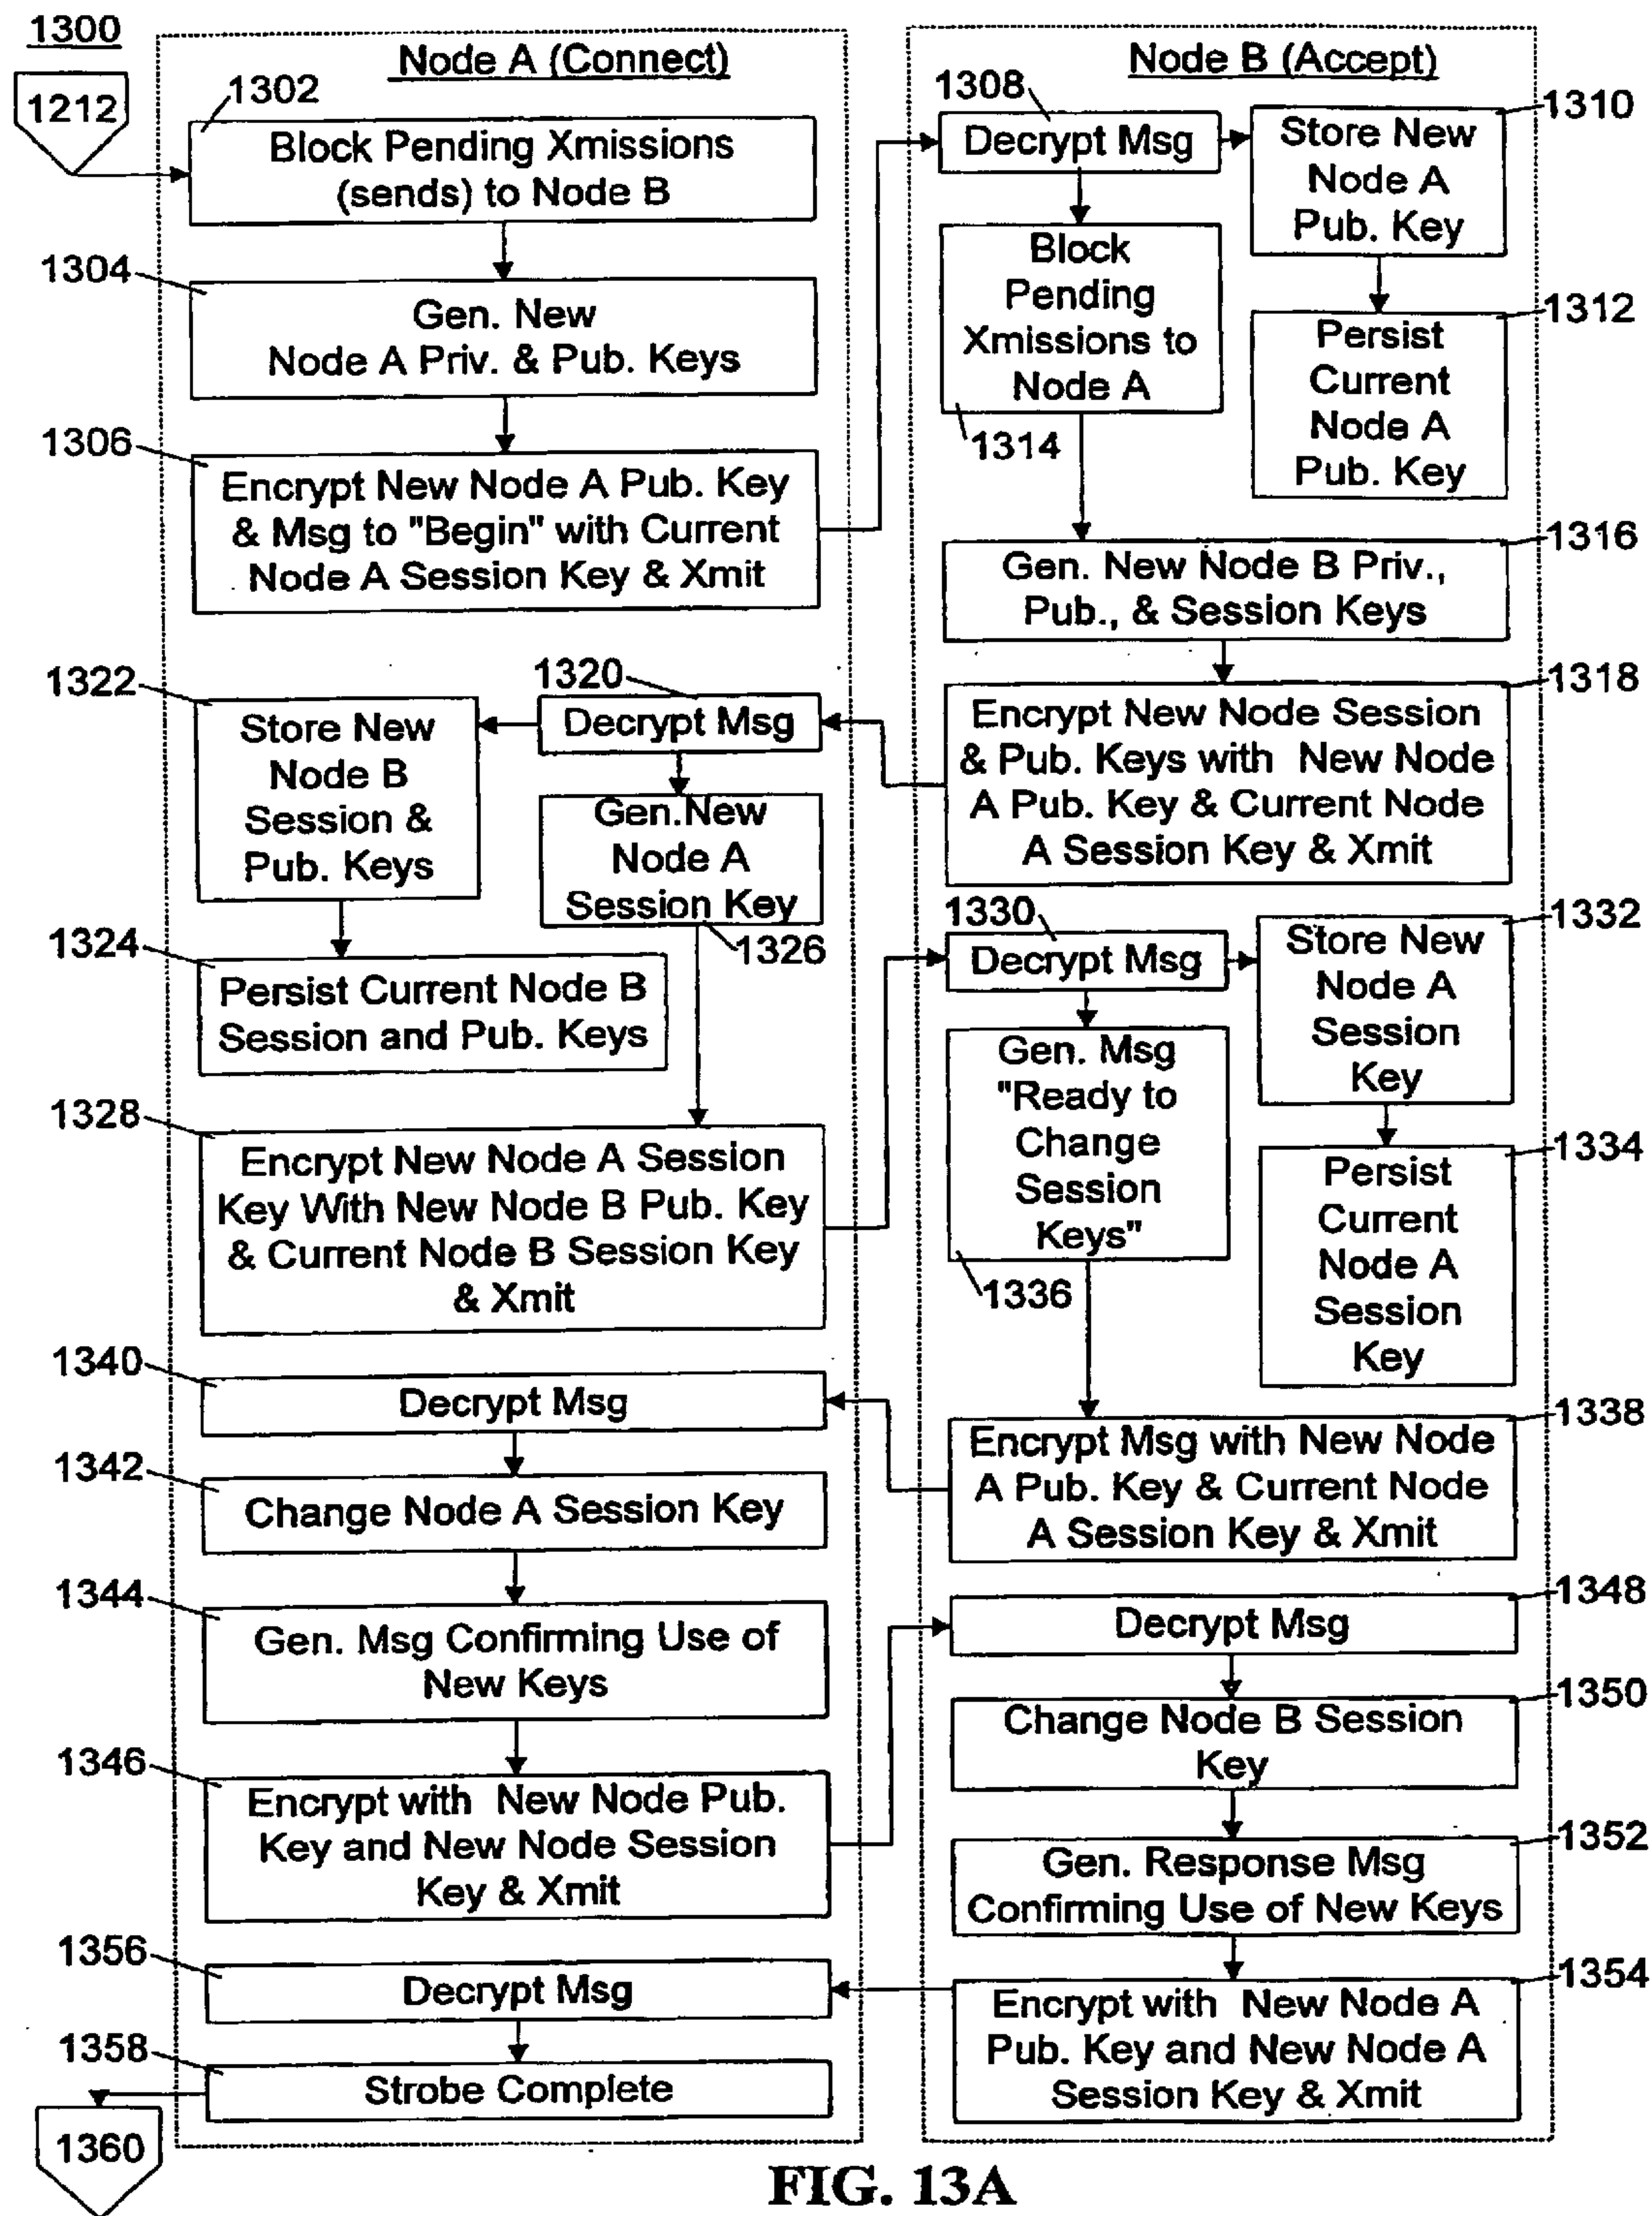 1300
1212
Node A (Connect)
1302
Block Pending Xmissions
(sends) to Node B
1304
Gen. New
Node A Priv. & Pub. Keys
1306
Encrypt New Node A Pub. Key
& Msg to "Begin" with Current
Node A Session Key & Xmit
Node B (Accept)
1308
Decrypt Msg
1310
Store New
Node A
Pub. Key
1312
Persist
Current
Node A
Pub. Key
Block
Pending
Xmissions to
Node A
1314
1316
Gen. New Node B Priv.,
Pub., & Session Keys
1318
Encrypt New Node Session
& Pub. Keys with New Node
A Pub. Key & Current Node
A Session Key & Xmit
1320
Decrypt Msg
1322
Store New
Node B
Session &
Pub. Keys
1324
Persist Current Node B
Session and Pub. Keys
Gen.New
Node A
Session Key
1326
1328
Encrypt New Node A Session
Key With New Node B Pub. Key
& Current Node B Session Key
& Xmit
1330
Decrypt Msg
1332
Store New
Node A
Session
Key
1334
Persist
Current
Node A
Session
Key
Gen. Msg
"Ready to
Change
Session
Keys"
1336
1338
Encrypt Msg with New Node
A Pub. Key & Current Node
A Session Key & Xmit
1340
Decrypt Msg
1342
Change Node A Session Key
1344
Gen. Msg Confirming Use of
New Keys
1346
Encrypt with New Node Pub.
Key and New Node Session
Key & Xmit
1348
Decrypt Msg
1350
Change Node B Session
Key
1352
Gen. Response Msg
Confirming Use of New Keys
1354
Encrypt with New Node A
Pub. Key and New Node A
Session Key & Xmit
1356
Decrypt Msg
1358
Strobe Complete
1360
FIG. 13A